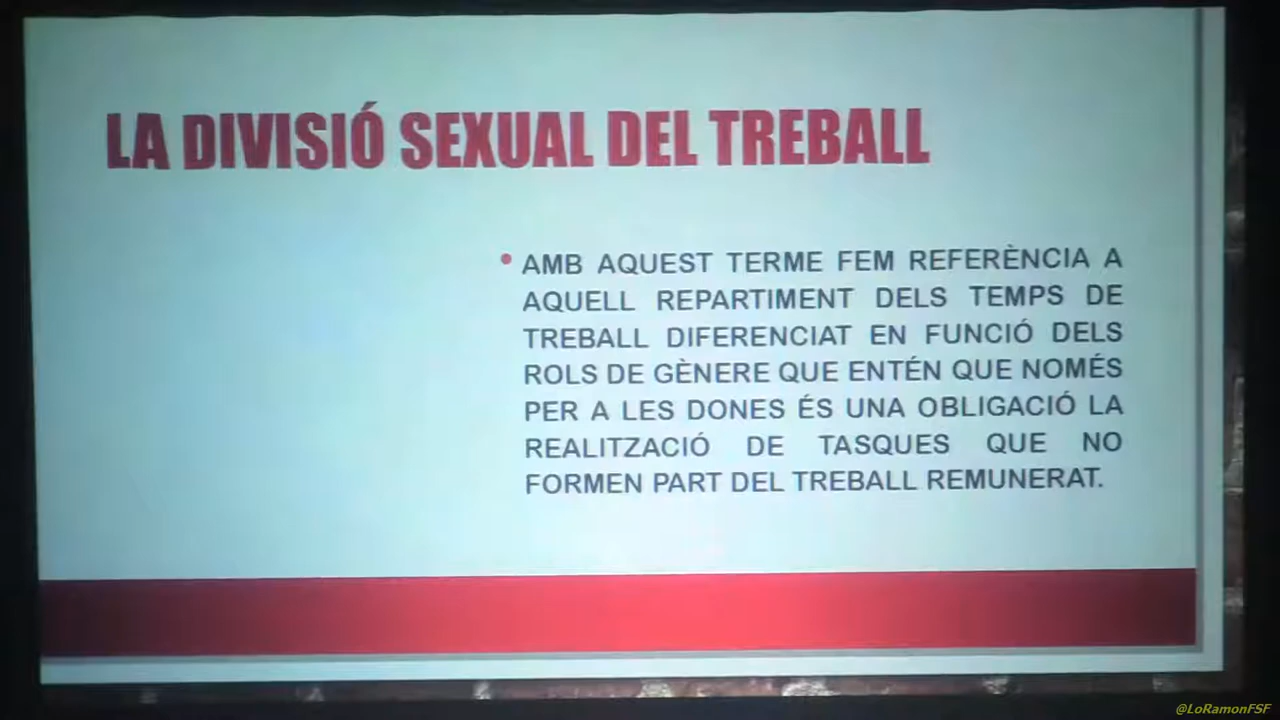 LA DIVISIÓ SEXUAL DEL TREBALL
• AMB AQUEST TERME FEM REFERÈNCIA A
AQUELL REPARTIMENT DELS TEMPS DE
TREBALL DIFERENCIAT EN FUNCIÓ DELS
ROLS DE GÈNERE QUE ENTÉN QUE NOMÉS
PER A LES DONES ÉS UNA OBLIGACIÓ LA
REALITZACIÓ DE TASQUES QUE NO
FORMEN PART DEL TREBALL REMUNERAT.
@LoRamonFSF